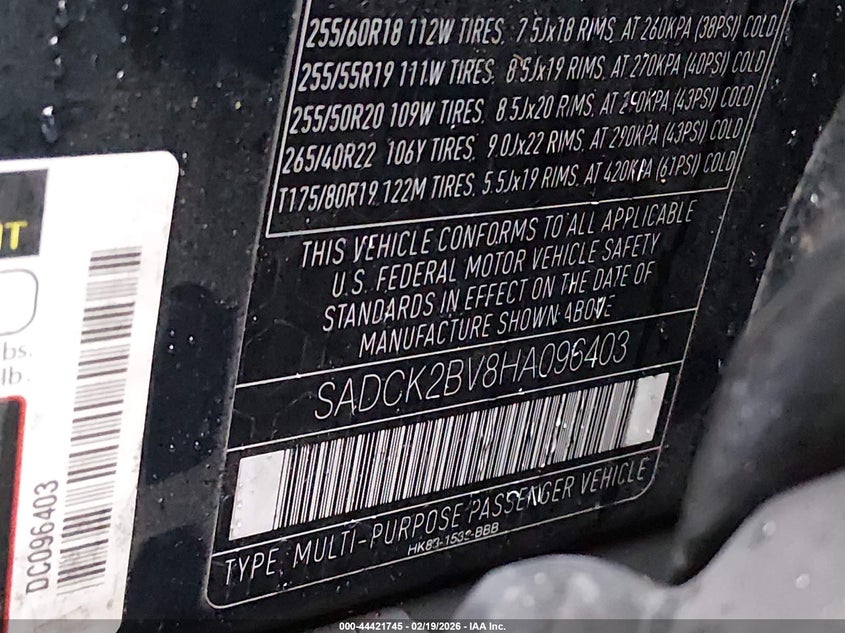 255/60R18 112W TIRES. 7.5Jx18 RIMS, AT 260KPA (38PSI) COLD
255/55R19 111W TIRES. 8.5Jx19 RIMS, AT 270KPA (40PSI) COLD
255/50R20 109W TIRES. 8.5Jx20 RIMS, AT 290KPA (43PSI) COLD
265/40R22 106Y TIRES. 9.0Jx22 RIMS, AT 290KPA (43PSI) COLD
T175/80R19 122M TIRES. 5.5Jx19 RIMS, AT 420KPA (61PSI) COLD
THIS VEHICLE CONFORMS TO ALL APPLICABLE
U.S. FEDERAL MOTOR VEHICLE SAFETY
STANDARDS IN EFFECT ON THE DATE OF
MANUFACTURE SHOWN ABOVE
SADCK2BV8HA096403
TYPE: MULTI-PURPOSE PASSENGER VEHICLE
lb.
DC096403
000-44421745 - 02/19/2026 - IAA Inc.